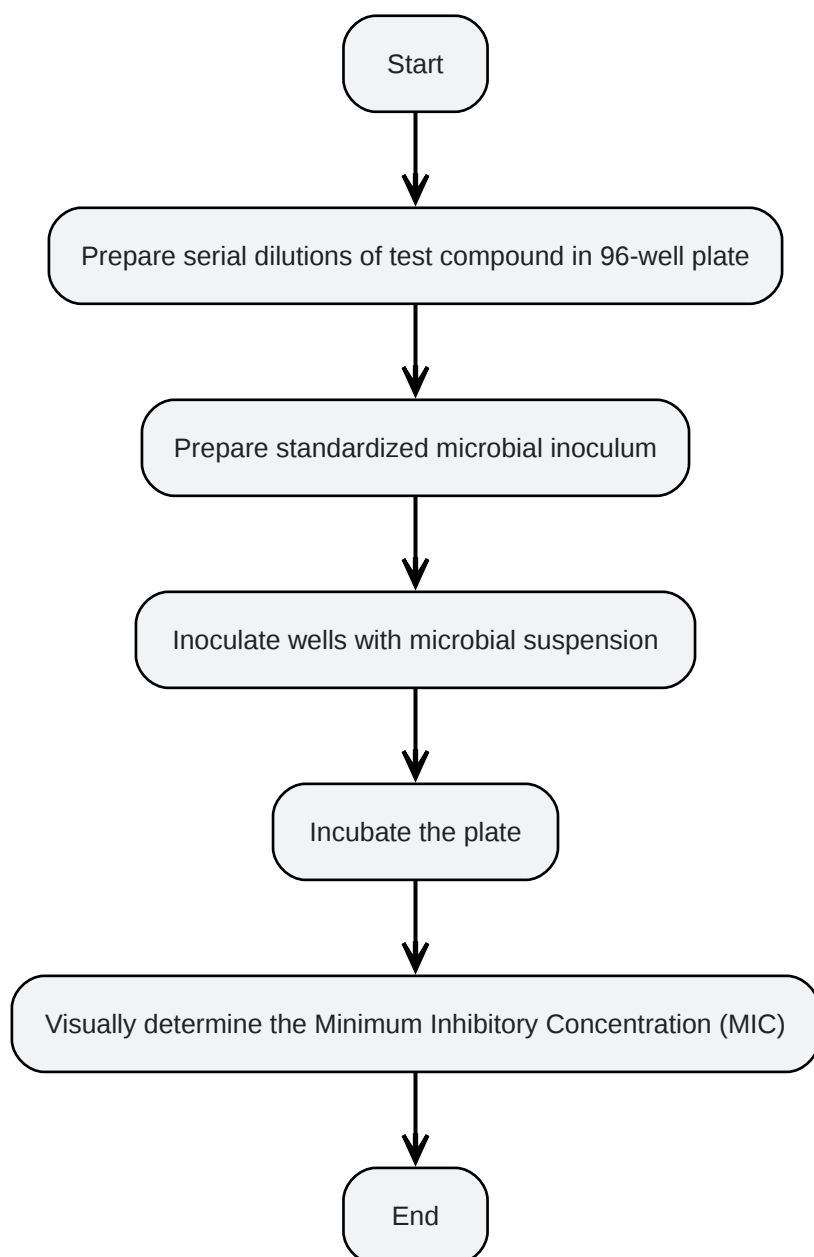 Start
Prepare serial dilutions of test compound in 96-well plate
Prepare standardized microbial inoculum
Inoculate wells with microbial suspension
Incubate the plate
Visually determine the Minimum Inhibitory Concentration (MIC)
End